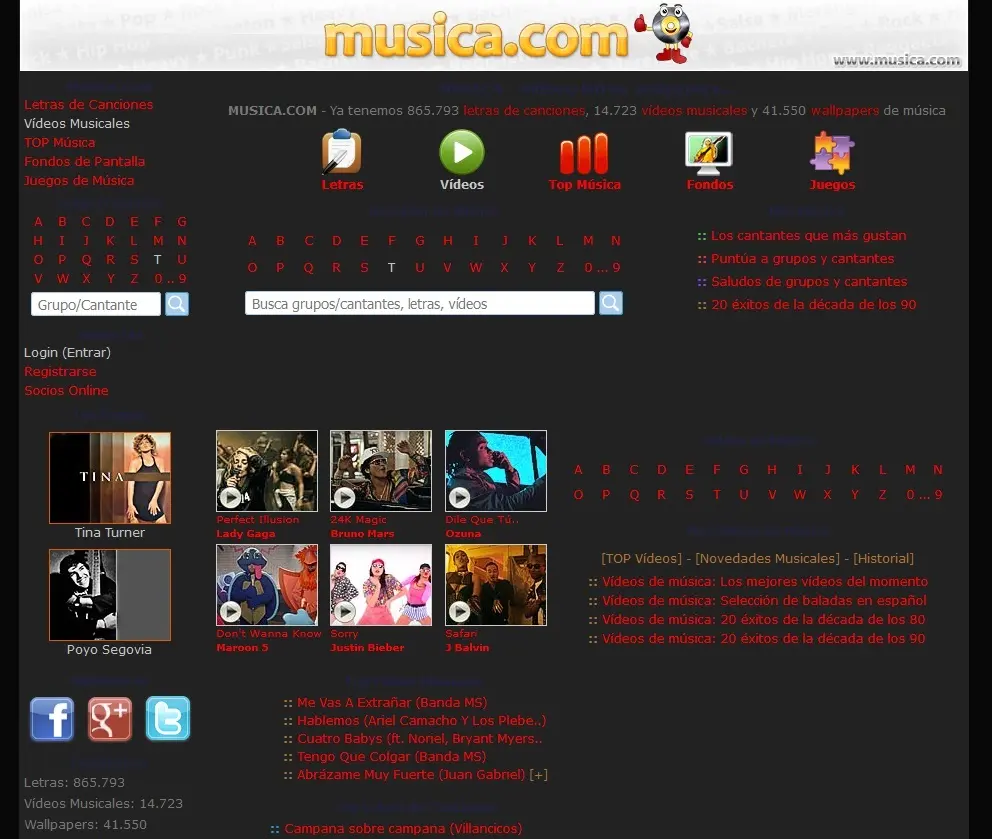 musica.com
www.musica.com
Letras de Canciones
Vídeos Musicales
TOP Música
Fondos de Pantalla
Juegos de Música
MUSICA.COM - Ya tenemos 865.793 letras de canciones, 14.723 vídeos musicales y 41.550 wallpapers de música
Letras
Vídeos
Top Música
Fondos
Juegos
A B C D E F G
H I J K L M N
O P Q R S T U
V W X Y Z 0..9
Grupo/Cantante
A B C D E F G H I J K L M N
O P Q R S T U V W X Y Z 0...9
Busca grupos/cantantes, letras, vídeos
:: Los cantantes que más gustan
:: Puntúa a grupos y cantantes
:: Saludos de grupos y cantantes
:: 20 éxitos de la década de los 90
Login (Entrar)
Registrarse
Socios Online
TINA
Tina Turner
Poyo Segovia
Perfect Illusion
Lady Gaga
24K Magic
Bruno Mars
Dile Que Tú..
Ozuna
Don't Wanna Know
Maroon 5
Sorry
Justin Bieber
Safari
J Balvin
A B C D E F G H I J K L M N
O P Q R S T U V W X Y Z 0...9
[TOP Vídeos] - [Novedades Musicales] - [Historial]
:: Vídeos de música: Los mejores vídeos del momento
:: Vídeos de música: Selección de baladas en español
:: Vídeos de música: 20 éxitos de la década de los 80
:: Vídeos de música: 20 éxitos de la década de los 90
f
g+
t
Letras: 865.793
Vídeos Musicales: 14.723
Wallpapers: 41.550
:: Me Vas A Extrañar (Banda MS)
:: Hablemos (Ariel Camacho Y Los Plebe..)
:: Cuatro Babys (ft. Noriel, Bryant Myers..
:: Tengo Que Colgar (Banda MS)
:: Abrázame Muy Fuerte (Juan Gabriel) [+]
:: Campana sobre campana (Villancicos)